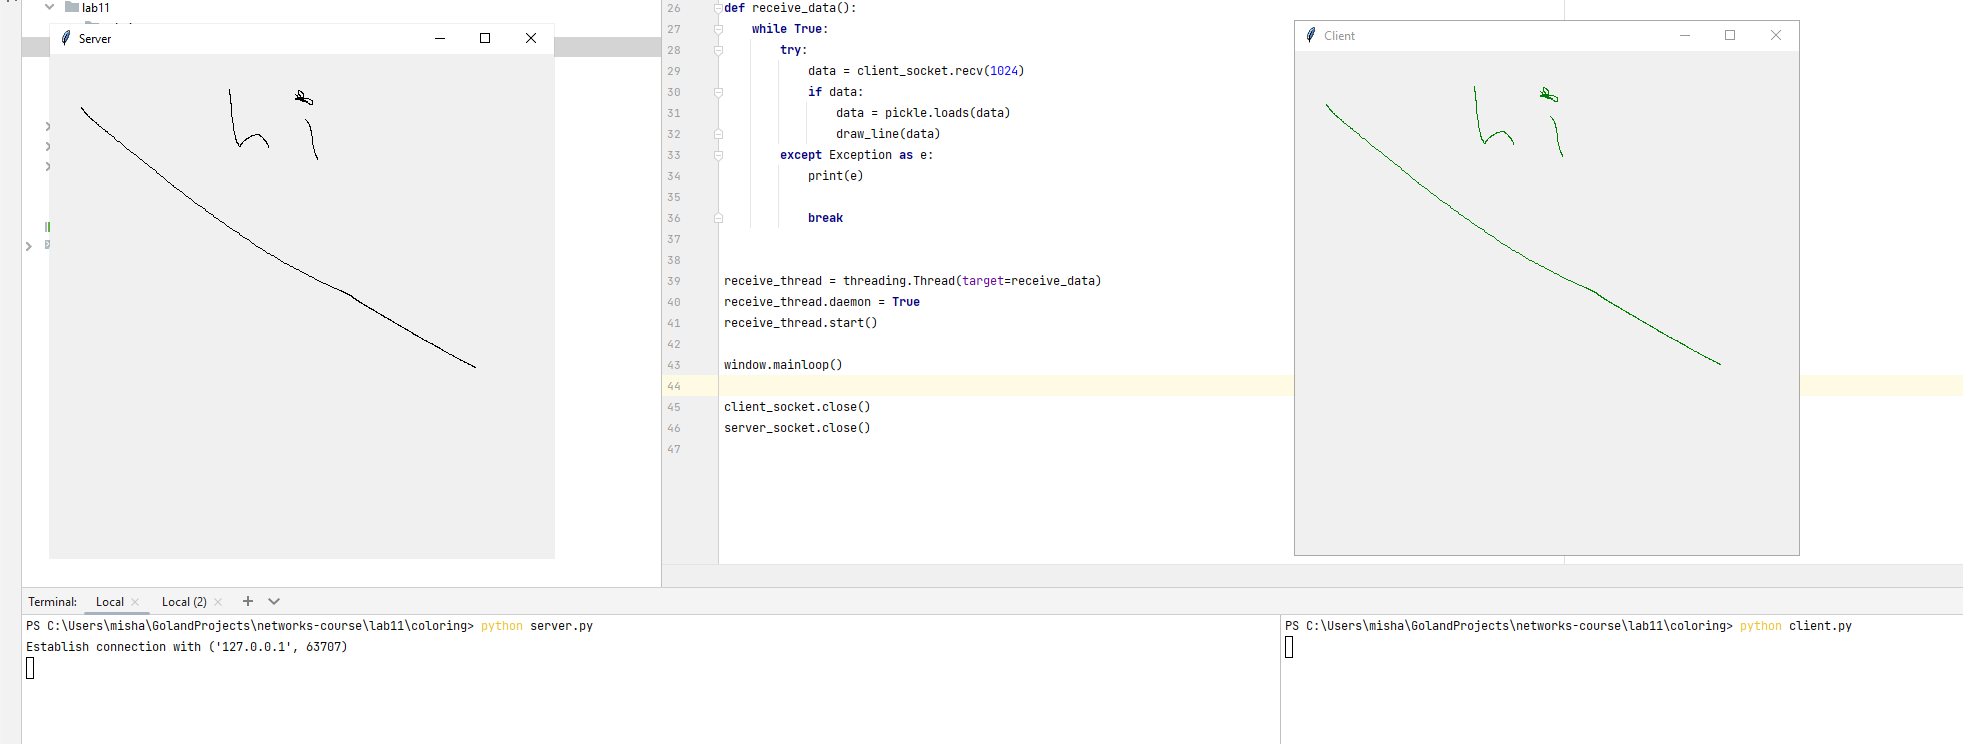 lab11
Server
hi
26 def receive_data():
27 while True:
28 try:
29 data = client_socket.recv(1024)
30 if data:
31 data = pickle.loads(data)
32 draw_line(data)
33 except Exception as e:
34 print(e)
35
36 break
37
38
39 receive_thread = threading.Thread(target=receive_data)
40 receive_thread.daemon = True
41 receive_thread.start()
42
43 window.mainloop()
44
45 client_socket.close()
46 server_socket.close()
47
Client
hi
Terminal: Local Local (2)
PS C:\Users\misha\GolandProjects\networks-course\lab11\coloring> python server.py
Establish connection with ('127.0.0.1', 63707)
PS C:\Users\misha\GolandProjects\networks-course\lab11\coloring> python client.py